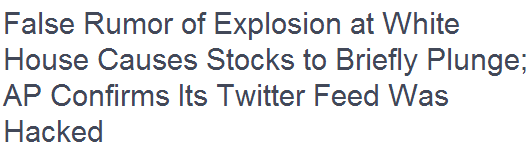 False Rumor of Explosion at White
House Causes Stocks to Briefly Plunge;
AP Confirms Its Twitter Feed Was
Hacked